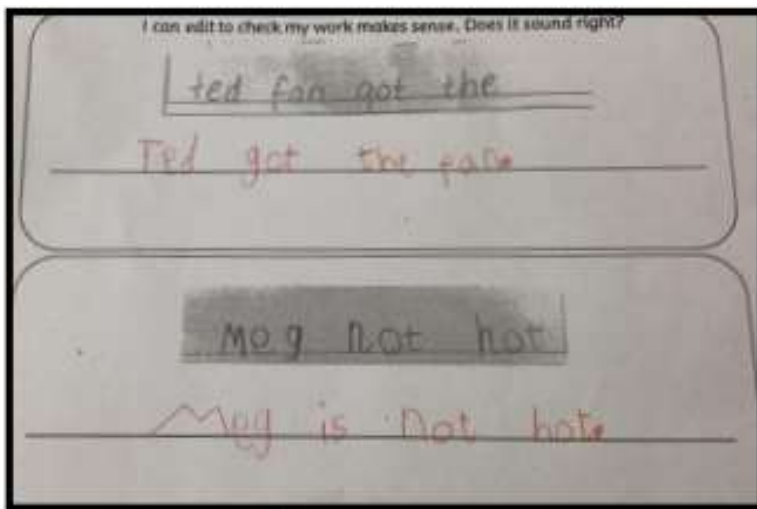 I can edit to check my work makes sense. Does it sound right?
ted fan got the
Ted got the fan.
Mog not hot
Meg is not hot.